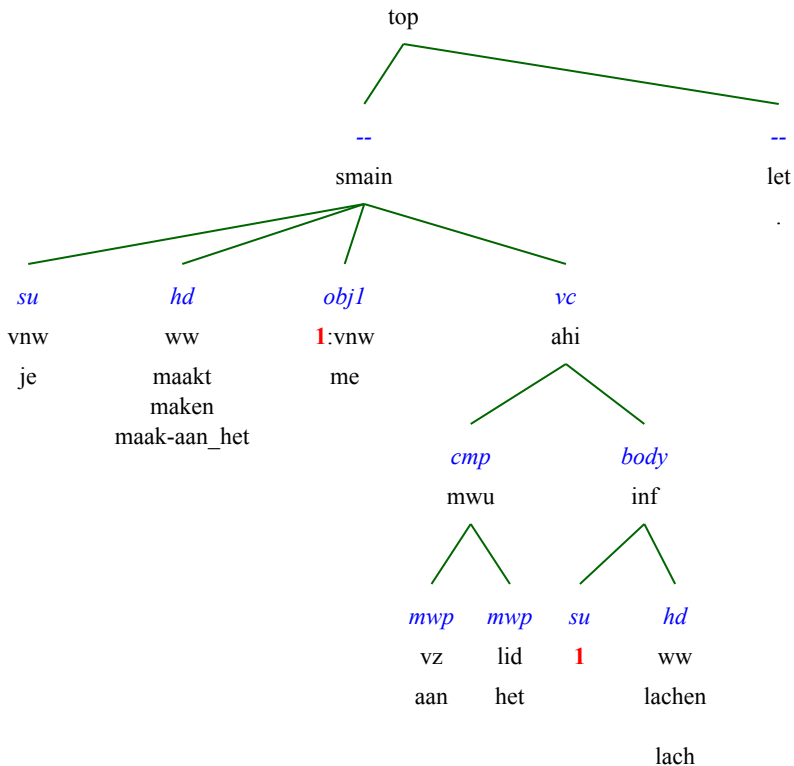 top
-- --
smain let
.
su hd obj1 vc
vnw ww 1:vnw ahi
je maakt me
maken
maak-aan_het
cmp body
mwu inf
mwp mwp su hd
vz lid 1 ww
aan het lachen
lach